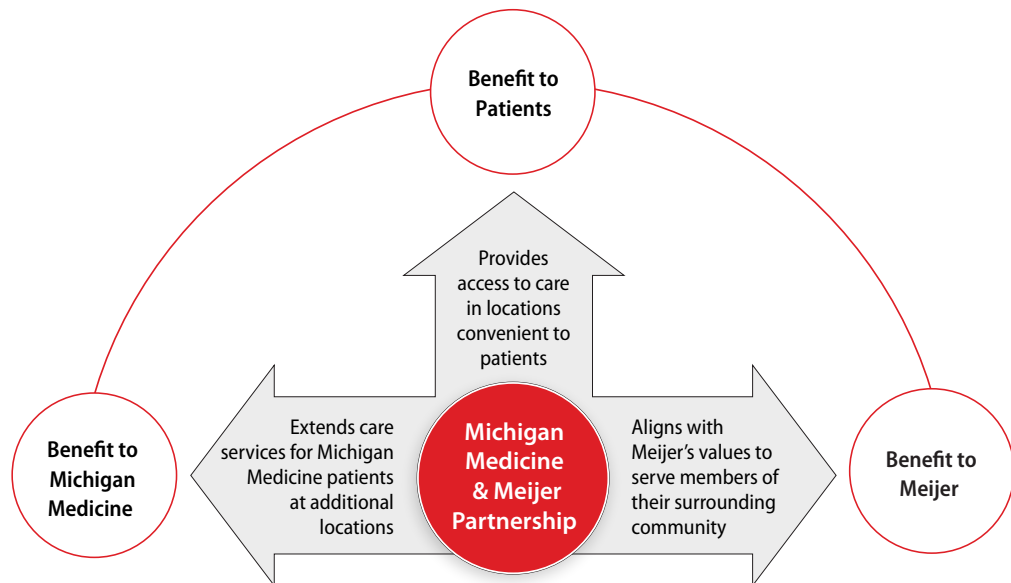 Benefit to
Patients
Provides
access to care
in locations
convenient to
patients
Benefit to
Michigan
Medicine
Extends care
services for Michigan
Medicine patients
at additional
locations
Michigan
Medicine
& Meijer
Partnership
Aligns with
Meijer’s values to
serve members of
their surrounding
community
Benefit to
Meijer